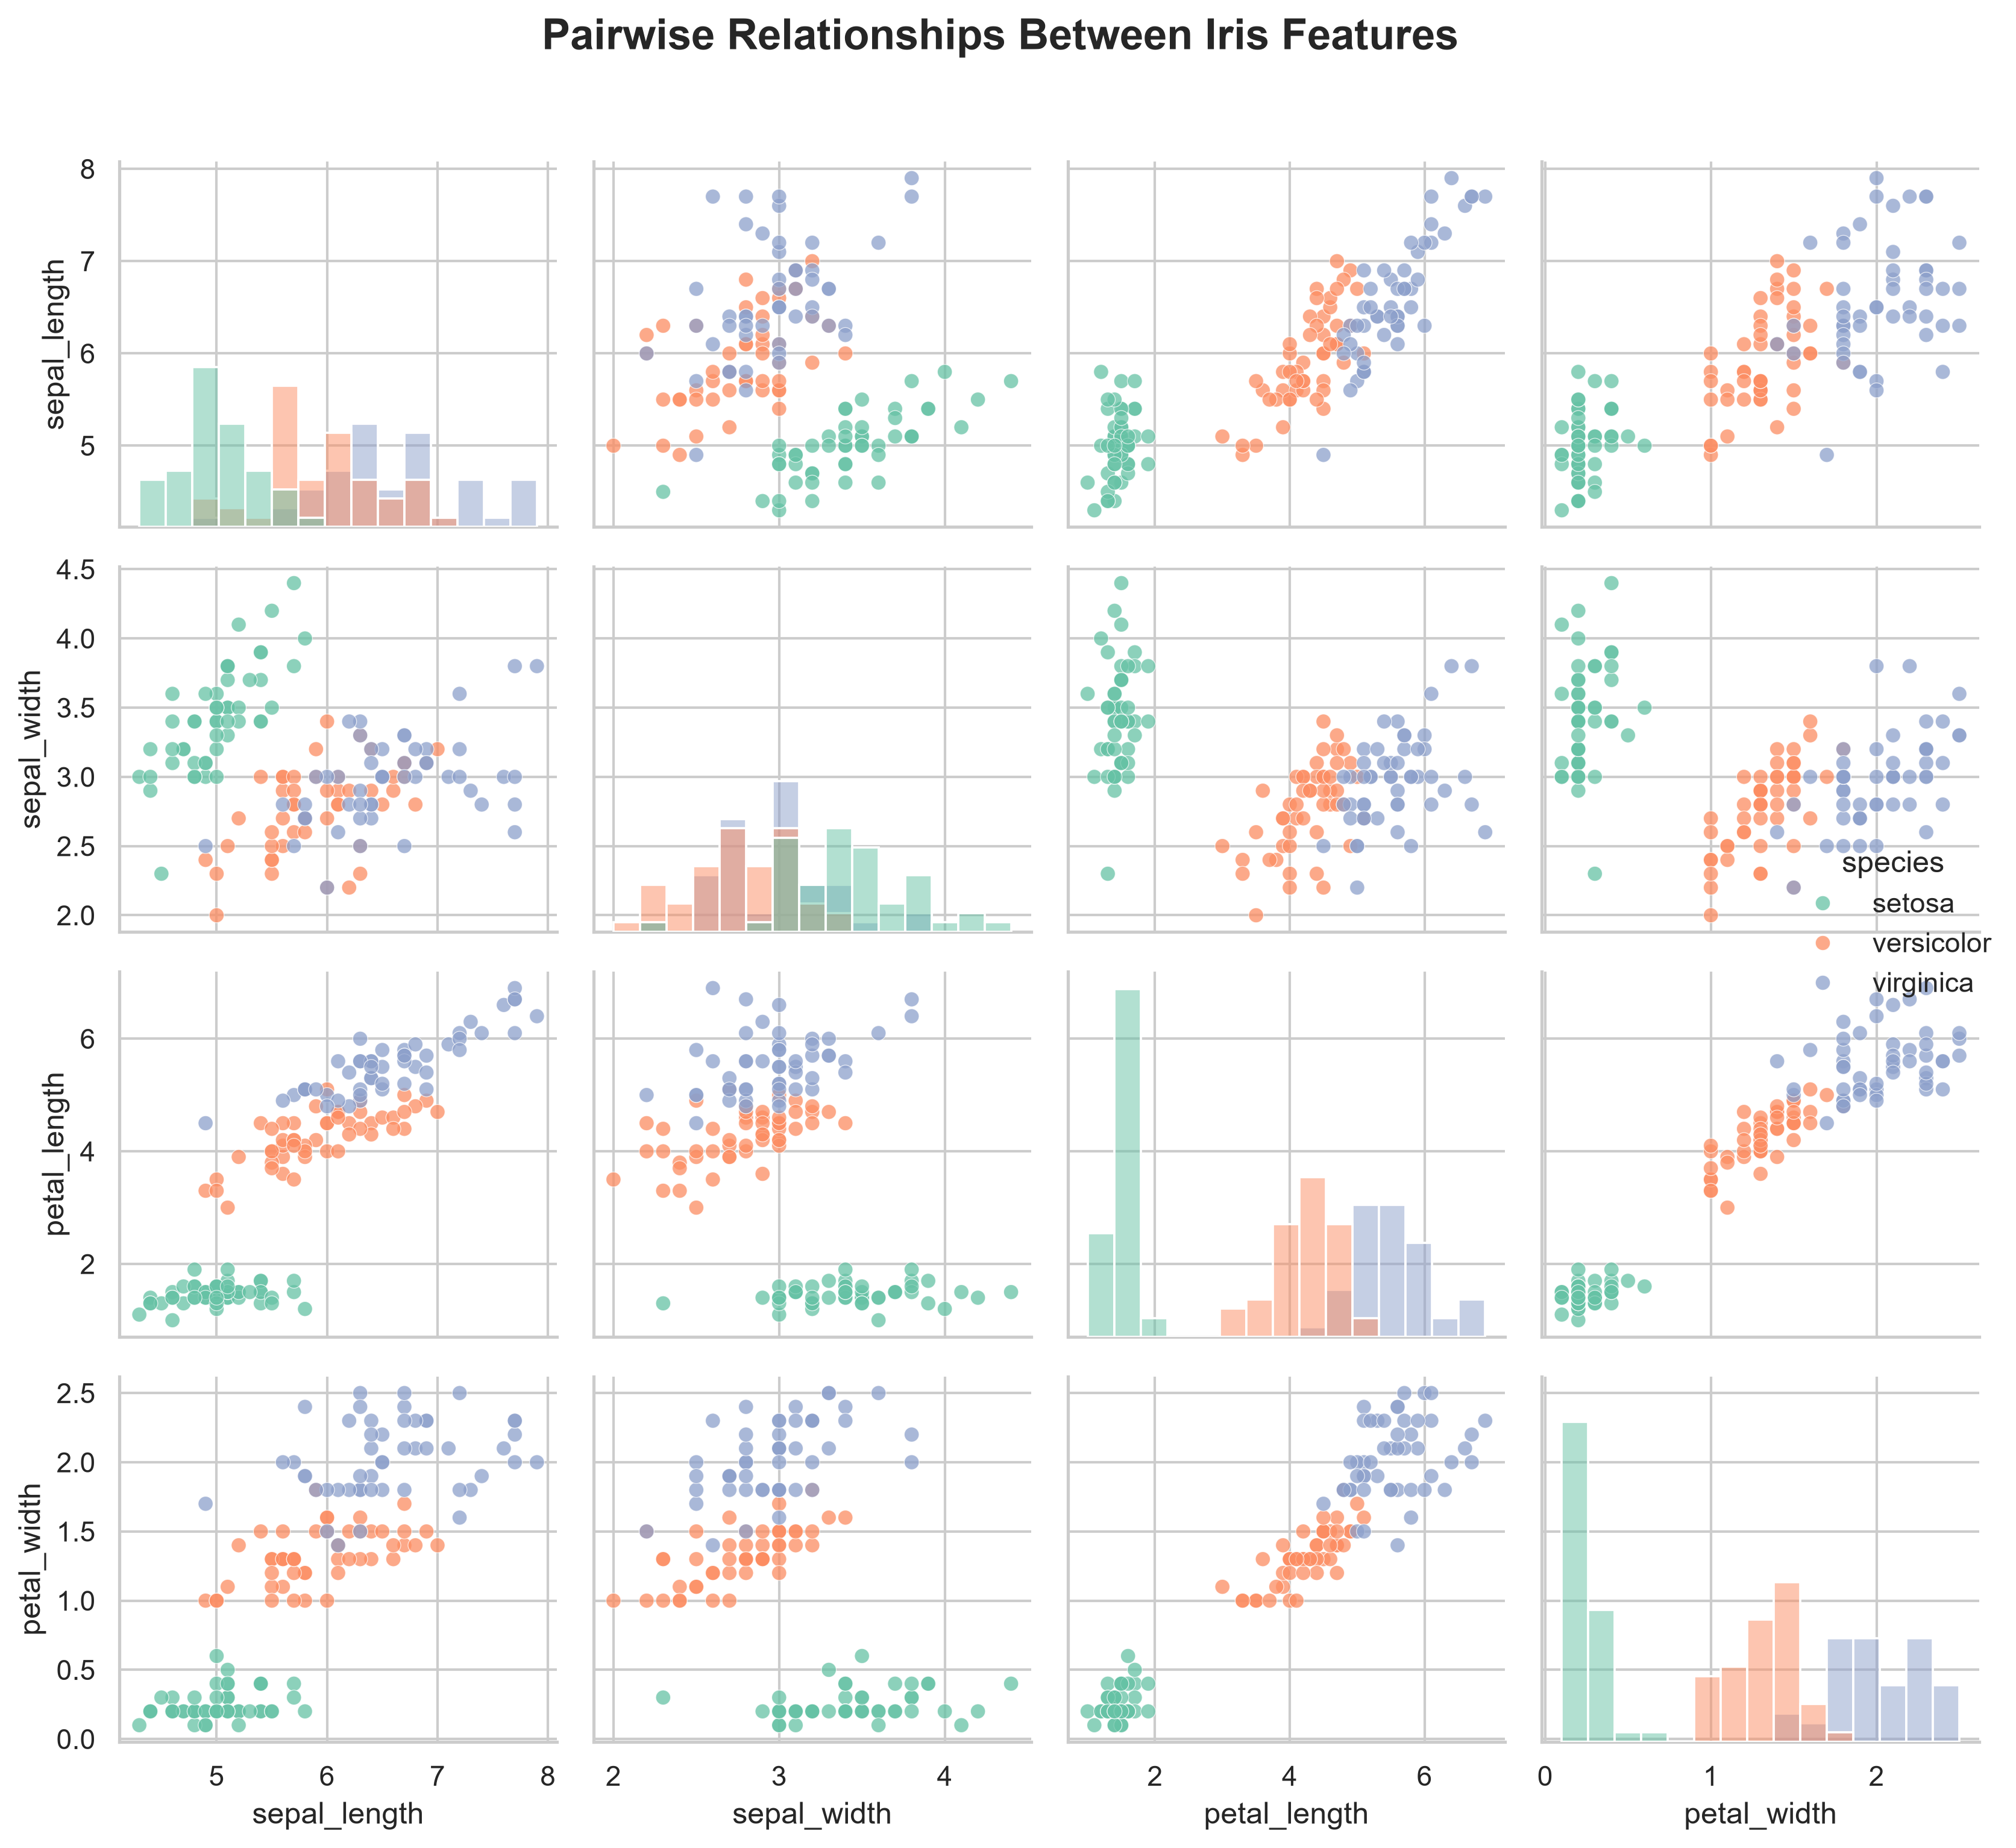 Pairwise Relationships Between Iris Features
8
7
6
5
sepal_length
4.5
4.0
3.5
3.0
2.5
2.0
sepal_width
species
setosa
versicolor
virginica
6
4
2
petal_length
2.5
2.0
1.5
1.0
0.5
0.0
petal_width
5 6 7 8
2 3 4
2 4 6
0 1 2
sepal_length
sepal_width
petal_length
petal_width